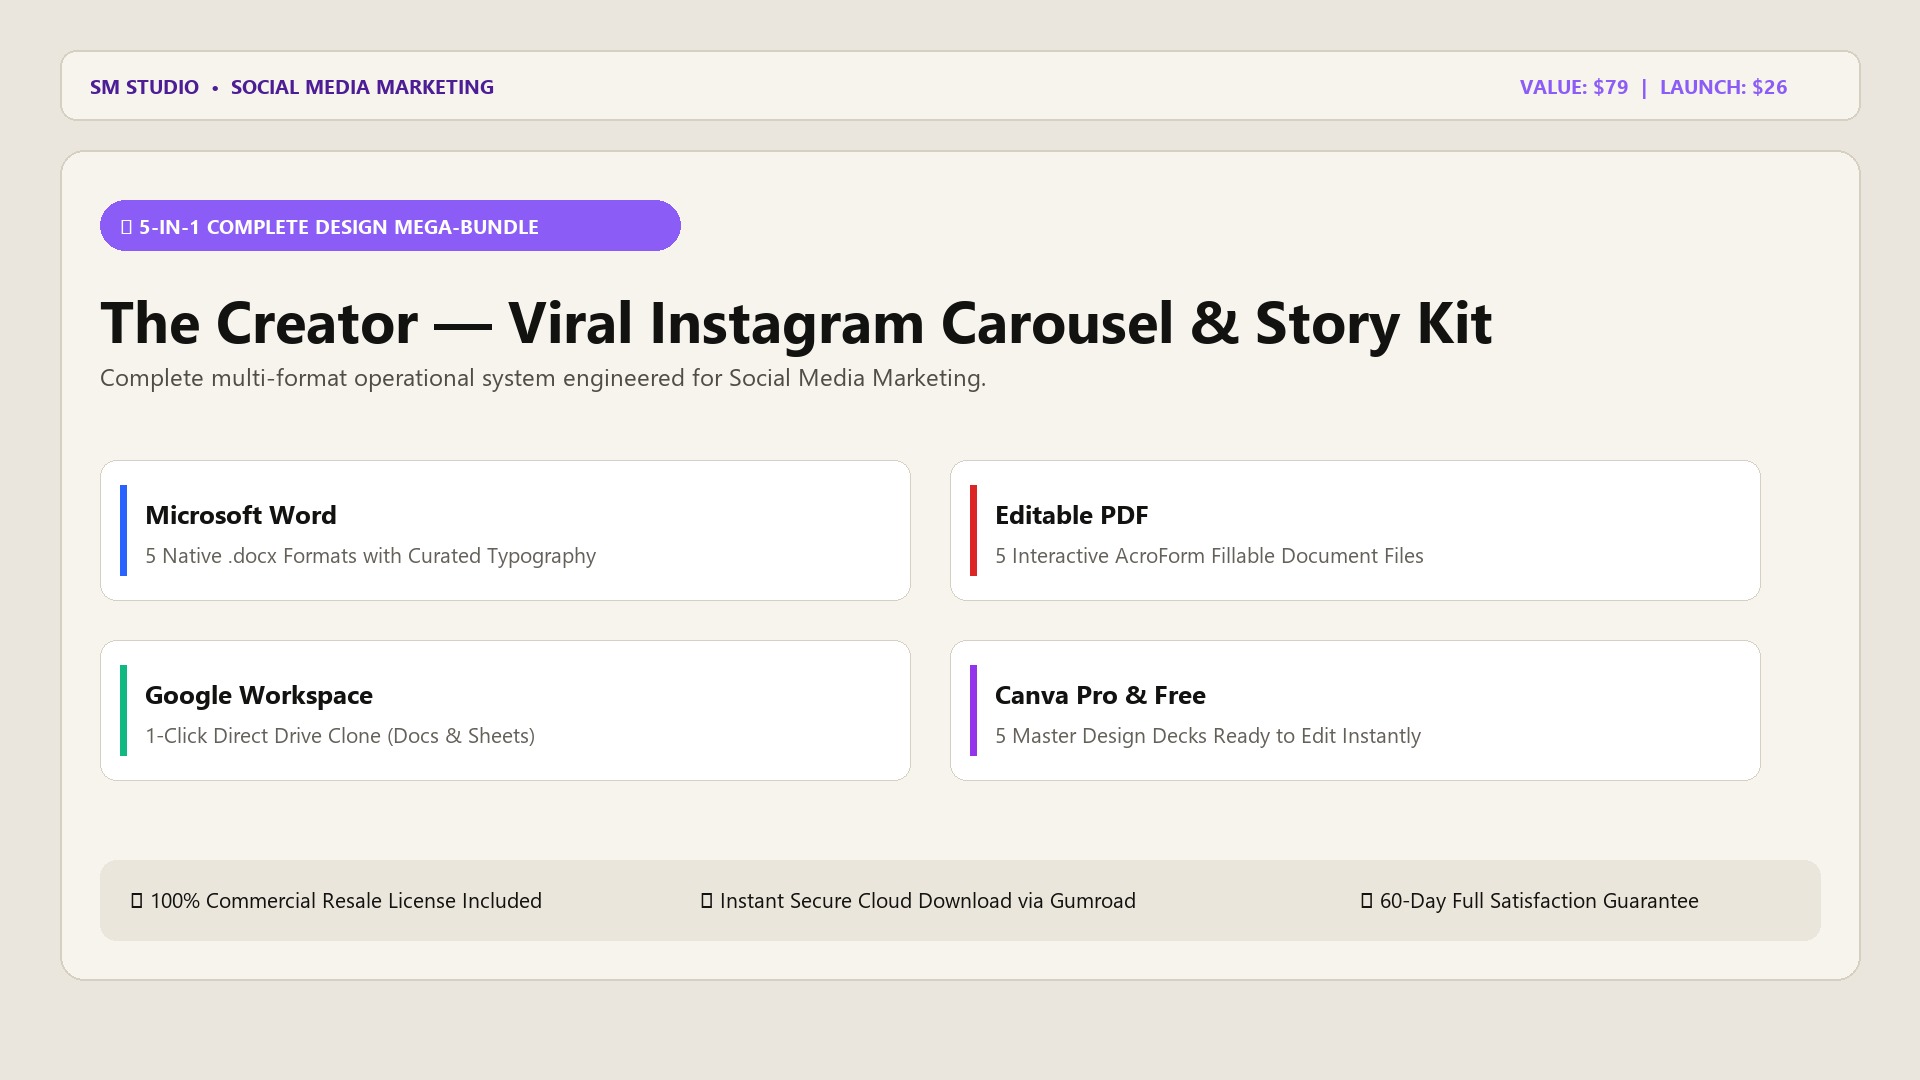 SM STUDIO • SOCIAL MEDIA MARKETING
VALUE: $79 | LAUNCH: $26
▯ 5-IN-1 COMPLETE DESIGN MEGA-BUNDLE
The Creator — Viral Instagram Carousel & Story Kit
Complete multi-format operational system engineered for Social Media Marketing.
Microsoft Word
5 Native .docx Formats with Curated Typography
Editable PDF
5 Interactive AcroForm Fillable Document Files
Google Workspace
1-Click Direct Drive Clone (Docs & Sheets)
Canva Pro & Free
5 Master Design Decks Ready to Edit Instantly
▯ 100% Commercial Resale License Included
▯ Instant Secure Cloud Download via Gumroad
▯ 60-Day Full Satisfaction Guarantee